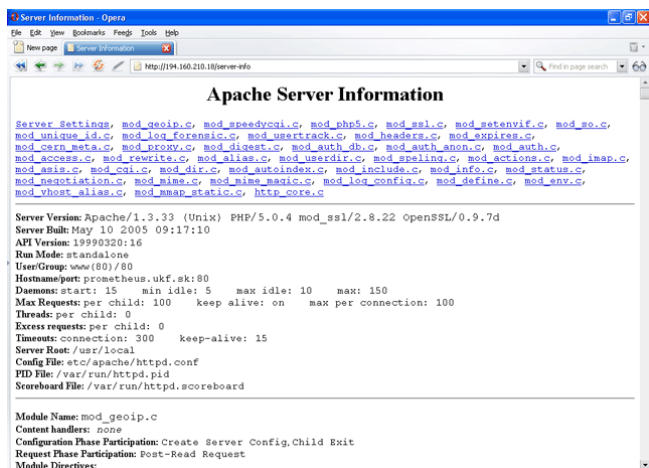 Server Information - Opera
File Edit View Bookmarks Feeds Tools Help
New page Server Information
http://194.160.210.18/server-info Find in page search
Apache Server Information
Server Settings, mod_geoip.c, mod_speedycgi.c, mod_php5.c, mod_ssl.c, mod_setenvif.c, mod_so.c,
mod_unique_id.c, mod_log_forensic.c, mod_usertrack.c, mod_headers.c, mod_expires.c,
mod_cern_meta.c, mod_proxy.c, mod_digest.c, mod_auth_db.c, mod_auth_anon.c, mod_auth.c,
mod_access.c, mod_rewrite.c, mod_alias.c, mod_userdir.c, mod_speling.c, mod_actions.c, mod_imap.c,
mod_asis.c, mod_cgi.c, mod_dir.c, mod_autoindex.c, mod_include.c, mod_info.c, mod_status.c,
mod_negotiation.c, mod_mime.c, mod_mime_magic.c, mod_log_config.c, mod_define.c, mod_env.c,
mod_vhost_alias.c, mod_mmap_static.c, http_core.c
Server Version: Apache/1.3.33 (Unix) PHP/5.0.4 mod_ssl/2.8.22 OpenSSL/0.9.7d
Server Built: May 10 2005 09:17:10
API Version: 19990320:16
Run Mode: standalone
User/Group: www(80)/80
Hostname/port: prometheus.ukf.sk:80
Daemons: start: 15 min idle: 5 max idle: 10 max: 150
Max Requests: per child: 100 keep alive: on max per connection: 100
Threads: per child: 0
Excess requests: per child: 0
Timeouts: connection: 300 keep-alive: 15
Server Root: /usr/local
Config File: etc/apache/httpd.conf
PID File: /var/run/httpd.pid
Scoreboard File: /var/run/httpd.scoreboard
Module Name: mod_geoip.c
Content handlers: none
Configuration Phase Participation: Create Server Config, Child Exit
Request Phase Participation: Post-Read Request
Module Directives: